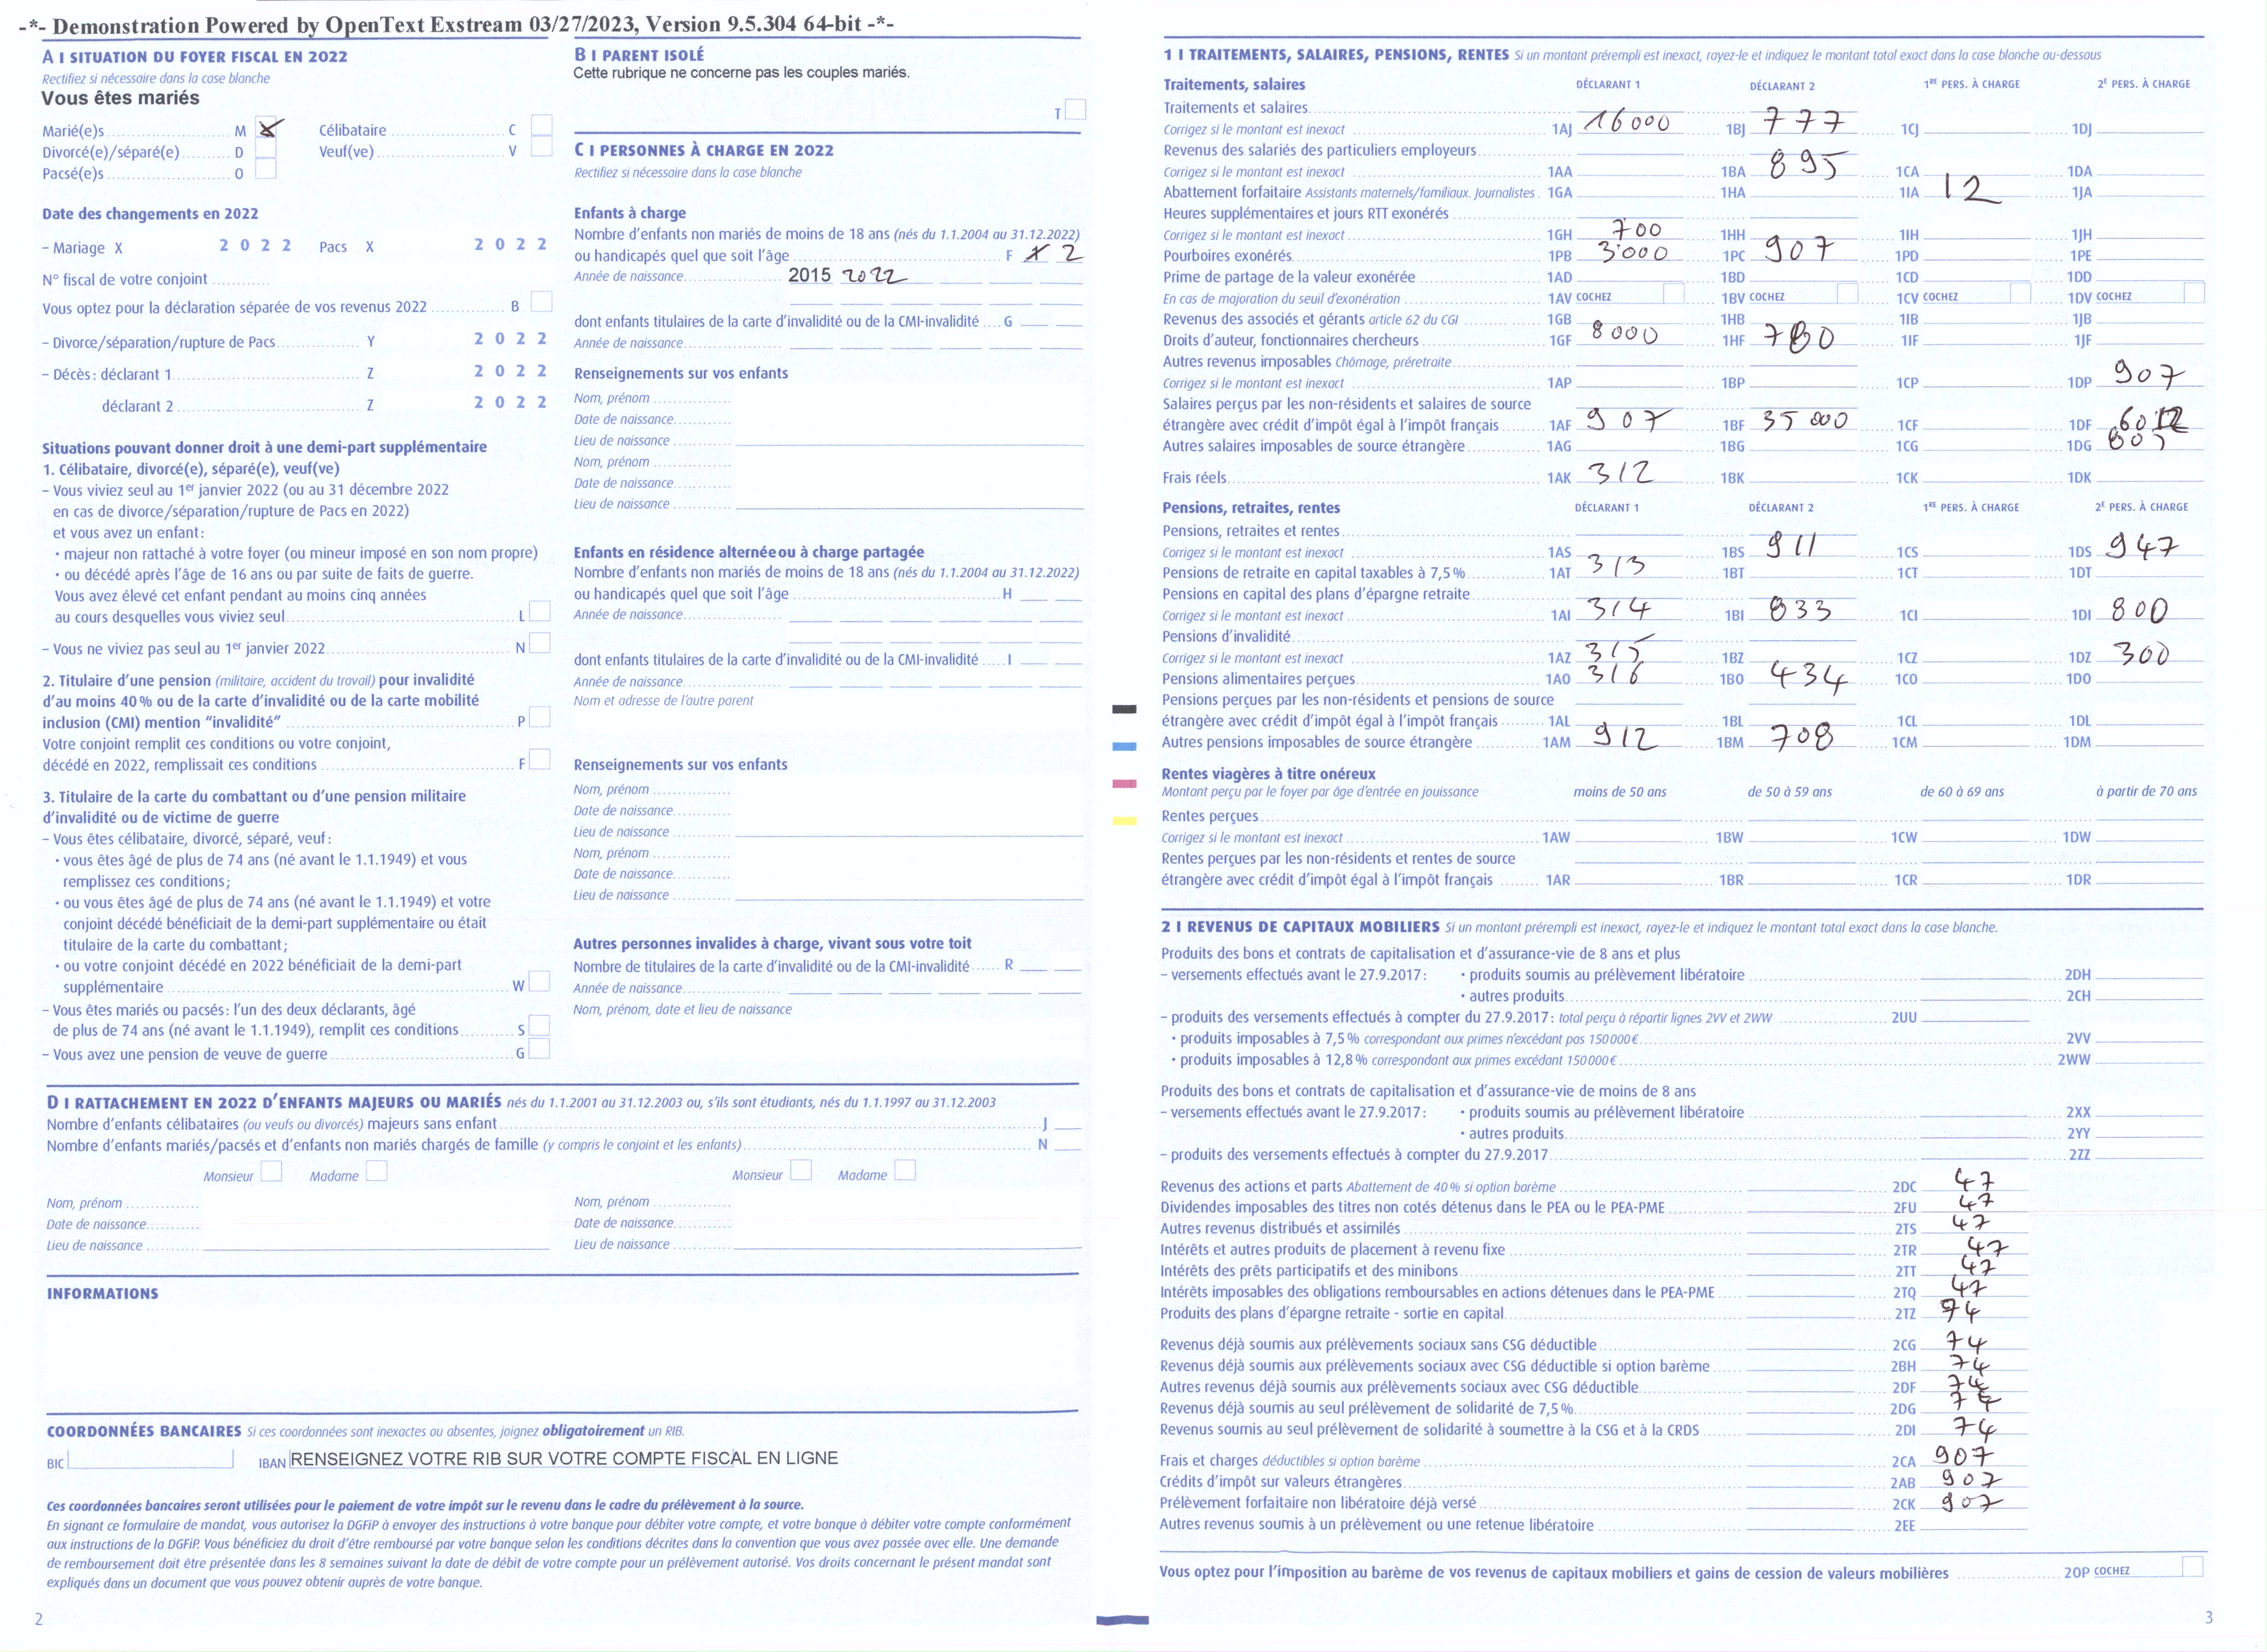 -*- Demonstration Powered by OpenText Exstream 03/27/2023, Version 9.5.304 64-bit -*-
A I SITUATION DU FOYER FISCAL EN 2022
Rectifiez si nécessaire dans la case blanche
Vous êtes mariés
Marié(e)s M X Célibataire C
Divorcé(e)/séparé(e) D Veuf(ve) V
Pacsé(e)s O
Date des changements en 2022
– Mariage X 2 0 2 2 Pacs X 2 0 2 2
N° fiscal de votre conjoint
Vous optez pour la déclaration séparée de vos revenus 2022 B
– Divorce/séparation/rupture de Pacs Y 2 0 2 2
– Décès : déclarant 1 Z 2 0 2 2
déclarant 2 Z 2 0 2 2
Situations pouvant donner droit à une demi-part supplémentaire
1. Célibataire, divorcé(e), séparé(e), veuf(ve)
– Vous viviez seul au 1er janvier 2022 (ou au 31 décembre 2022
en cas de divorce/séparation/rupture de Pacs en 2022)
et vous avez un enfant :
• majeur non rattaché à votre foyer (ou mineur imposé en son nom propre)
• ou décédé après l'âge de 16 ans ou par suite de faits de guerre.
Vous avez élevé cet enfant pendant au moins cinq années
au cours desquelles vous viviez seul L
– Vous ne viviez pas seul au 1er janvier 2022 N
2. Titulaire d'une pension (militaire, accident du travail) pour invalidité
d'au moins 40 % ou de la carte d'invalidité ou de la carte mobilité
inclusion (CMI) mention "invalidité" P
Votre conjoint remplit ces conditions ou votre conjoint,
décédé en 2022, remplissait ces conditions F
3. Titulaire de la carte du combattant ou d'une pension militaire
d'invalidité ou de victime de guerre
– Vous êtes célibataire, divorcé, séparé, veuf :
• vous êtes âgé de plus de 74 ans (né avant le 1.1.1949) et vous
remplissez ces conditions ;
• ou vous êtes âgé de plus de 74 ans (né avant le 1.1.1949) et votre
conjoint décédé bénéficiait de la demi-part supplémentaire ou était
titulaire de la carte du combattant ;
• ou votre conjoint décédé en 2022 bénéficiait de la demi-part
supplémentaire W
– Vous êtes mariés ou pacsés : l'un des deux déclarants, âgé
de plus de 74 ans (né avant le 1.1.1949), remplit ces conditions S
– Vous avez une pension de veuve de guerre G
B I PARENT ISOLÉ
Cette rubrique ne concerne pas les couples mariés.
T
C I PERSONNES À CHARGE EN 2022
Rectifiez si nécessaire dans la case blanche
Enfants à charge
Nombre d'enfants non mariés de moins de 18 ans (nés du 1.1.2004 au 31.12.2022)
ou handicapés quel que soit l'âge F 2
Année de naissance 2015 2022
dont enfants titulaires de la carte d'invalidité ou de la CMI-invalidité G
Année de naissance
Renseignements sur vos enfants
Nom, prénom
Date de naissance
Lieu de naissance
Nom, prénom
Date de naissance
Lieu de naissance
Enfants en résidence alternée ou à charge partagée
Nombre d'enfants non mariés de moins de 18 ans (nés du 1.1.2004 au 31.12.2022)
ou handicapés quel que soit l'âge H
Année de naissance
dont enfants titulaires de la carte d'invalidité ou de la CMI-invalidité I
Année de naissance
Nom et adresse de l'autre parent
Renseignements sur vos enfants
Nom, prénom
Date de naissance
Lieu de naissance
Nom, prénom
Date de naissance
Lieu de naissance
Autres personnes invalides à charge, vivant sous votre toit
Nombre de titulaires de la carte d'invalidité ou de la CMI-invalidité R
Année de naissance
Nom, prénom, date et lieu de naissance
D I RATTACHEMENT EN 2022 D'ENFANTS MAJEURS OU MARIÉS nés du 1.1.2001 au 31.12.2003 ou, s'ils sont étudiants, nés du 1.1.1997 au 31.12.2003
Nombre d'enfants célibataires (ou veufs ou divorcés) majeurs sans enfant J
Nombre d'enfants mariés/pacsés et d'enfants non mariés chargés de famille (y compris le conjoint et les enfants) N
Monsieur Madame Monsieur Madame
Nom, prénom Nom, prénom
Date de naissance Date de naissance
Lieu de naissance Lieu de naissance
INFORMATIONS
COORDONNÉES BANCAIRES Si ces coordonnées sont inexactes ou absentes, joignez obligatoirement un RIB.
BIC IBAN RENSEIGNEZ VOTRE RIB SUR VOTRE COMPTE FISCAL EN LIGNE
Ces coordonnées bancaires seront utilisées pour le paiement de votre impôt sur le revenu dans le cadre du prélèvement à la source.
En signant ce formulaire de mandat, vous autorisez la DGFiP à envoyer des instructions à votre banque pour débiter votre compte, et votre banque à débiter votre compte conformément
aux instructions de la DGFiP. Vous bénéficiez du droit d'être remboursé par votre banque selon les conditions décrites dans la convention que vous avez passée avec elle. Une demande
de remboursement doit être présentée dans les 8 semaines suivant la date de débit de votre compte pour un prélèvement autorisé. Vos droits concernant le présent mandat sont
expliqués dans un document que vous pouvez obtenir auprès de votre banque.
2
1 I TRAITEMENTS, SALAIRES, PENSIONS, RENTES Si un montant prérempli est inexact, rayez-le et indiquez le montant total exact dans la case blanche au-dessous
Traitements, salaires DÉCLARANT 1 DÉCLARANT 2 1RE PERS. À CHARGE 2E PERS. À CHARGE
Traitements et salaires
Corrigez si le montant est inexact 1AJ 16000 1BJ 777 1CJ 1DJ
Revenus des salariés des particuliers employeurs
Corrigez si le montant est inexact 1AA 1BA 895 1CA 1DA
Abattement forfaitaire Assistants maternels/familiaux. Journalistes 1GA 1HA 1IA 12 1JA
Heures supplémentaires et jours RTT exonérés
Corrigez si le montant est inexact 1GH 700 1HH 1IH 1JH
Pourboires exonérés 1PB 3000 1PC 907 1PD 1PE
Prime de partage de la valeur exonérée 1AD 1BD 1CD 1DD
En cas de majoration du seuil d'exonération 1AV COCHEZ 1BV COCHEZ 1CV COCHEZ 1DV COCHEZ
Revenus des associés et gérants article 62 du CGI 1GB 1HB 1IB 1JB
Droits d'auteur, fonctionnaires chercheurs 1GF 8000 1HF 780 1IF 1JF
Autres revenus imposables Chômage, préretraite
Corrigez si le montant est inexact 1AP 1BP 1CP 1DP 907
Salaires perçus par les non-résidents et salaires de source
étrangère avec crédit d'impôt égal à l'impôt français 1AF 907 1BF 35000 1CF 1DF
Autres salaires imposables de source étrangère 1AG 1BG 1CG 1DG
Frais réels 1AK 312 1BK 1CK 1DK
Pensions, retraites, rentes DÉCLARANT 1 DÉCLARANT 2 1RE PERS. À CHARGE 2E PERS. À CHARGE
Pensions, retraites et rentes
Corrigez si le montant est inexact 1AS 1BS 911 1CS 1DS 947
Pensions de retraite en capital taxables à 7,5 % 1AT 313 1BT 1CT 1DT
Pensions en capital des plans d'épargne retraite
Corrigez si le montant est inexact 1AI 314 1BI 833 1CI 1DI 800
Pensions d'invalidité
Corrigez si le montant est inexact 1AZ 315 1BZ 1CZ 1DZ 300
Pensions alimentaires perçues 1AO 316 1BO 434 1CO 1DO
Pensions perçues par les non-résidents et pensions de source
étrangère avec crédit d'impôt égal à l'impôt français 1AL 1BL 1CL 1DL
Autres pensions imposables de source étrangère 1AM 912 1BM 708 1CM 1DM
Rentes viagères à titre onéreux
Montant perçu par le foyer par âge d'entrée en jouissance moins de 50 ans de 50 à 59 ans de 60 à 69 ans à partir de 70 ans
Rentes perçues
Corrigez si le montant est inexact 1AW 1BW 1CW 1DW
Rentes perçues par les non-résidents et rentes de source
étrangère avec crédit d'impôt égal à l'impôt français 1AR 1BR 1CR 1DR
2 I REVENUS DE CAPITAUX MOBILIERS Si un montant prérempli est inexact, rayez-le et indiquez le montant total exact dans la case blanche.
Produits des bons et contrats de capitalisation et d'assurance-vie de 8 ans et plus
– versements effectués avant le 27.9.2017 : • produits soumis au prélèvement libératoire 2DH
• autres produits 2CH
– produits des versements effectués à compter du 27.9.2017 : total perçu à répartir lignes 2VV et 2WW 2UU
• produits imposables à 7,5 % correspondant aux primes n'excédant pas 150 000 € 2VV
• produits imposables à 12,8 % correspondant aux primes excédant 150 000 € 2WW
Produits des bons et contrats de capitalisation et d'assurance-vie de moins de 8 ans
– versements effectués avant le 27.9.2017 : • produits soumis au prélèvement libératoire 2XX
• autres produits 2YY
– produits des versements effectués à compter du 27.9.2017 2ZZ
Revenus des actions et parts Abattement de 40 % si option barème 2DC 47
Dividendes imposables des titres non cotés détenus dans le PEA ou le PEA-PME 2FU 47
Autres revenus distribués et assimilés 2TS 47
Intérêts et autres produits de placement à revenu fixe 2TR 47
Intérêts des prêts participatifs et des minibons 2TT 47
Intérêts imposables des obligations remboursables en actions détenues dans le PEA-PME 2TQ 47
Produits des plans d'épargne retraite - sortie en capital 2TZ 74
Revenus déjà soumis aux prélèvements sociaux sans CSG déductible 2CG 74
Revenus déjà soumis aux prélèvements sociaux avec CSG déductible si option barème 2BH 74
Autres revenus déjà soumis aux prélèvements sociaux avec CSG déductible 2DF 74
Revenus déjà soumis au seul prélèvement de solidarité de 7,5 % 2DG 74
Revenus soumis au seul prélèvement de solidarité à soumettre à la CSG et à la CRDS 2DI 74
Frais et charges déductibles si option barème 2CA 907
Crédits d'impôt sur valeurs étrangères 2AB 907
Prélèvement forfaitaire non libératoire déjà versé 2CK 907
Autres revenus soumis à un prélèvement ou une retenue libératoire 2EE
Vous optez pour l'imposition au barème de vos revenus de capitaux mobiliers et gains de cession de valeurs mobilières 2OP COCHEZ
3